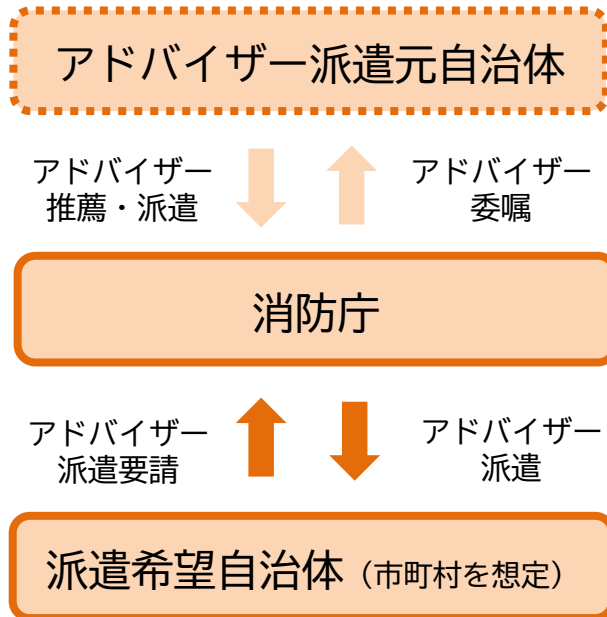 アドバイザー派遣元自治体
アドバイザー
推薦・派遣
アドバイザー
委嘱
消防庁
アドバイザー
派遣要請
アドバイザー
派遣
派遣希望自治体（市町村を想定）